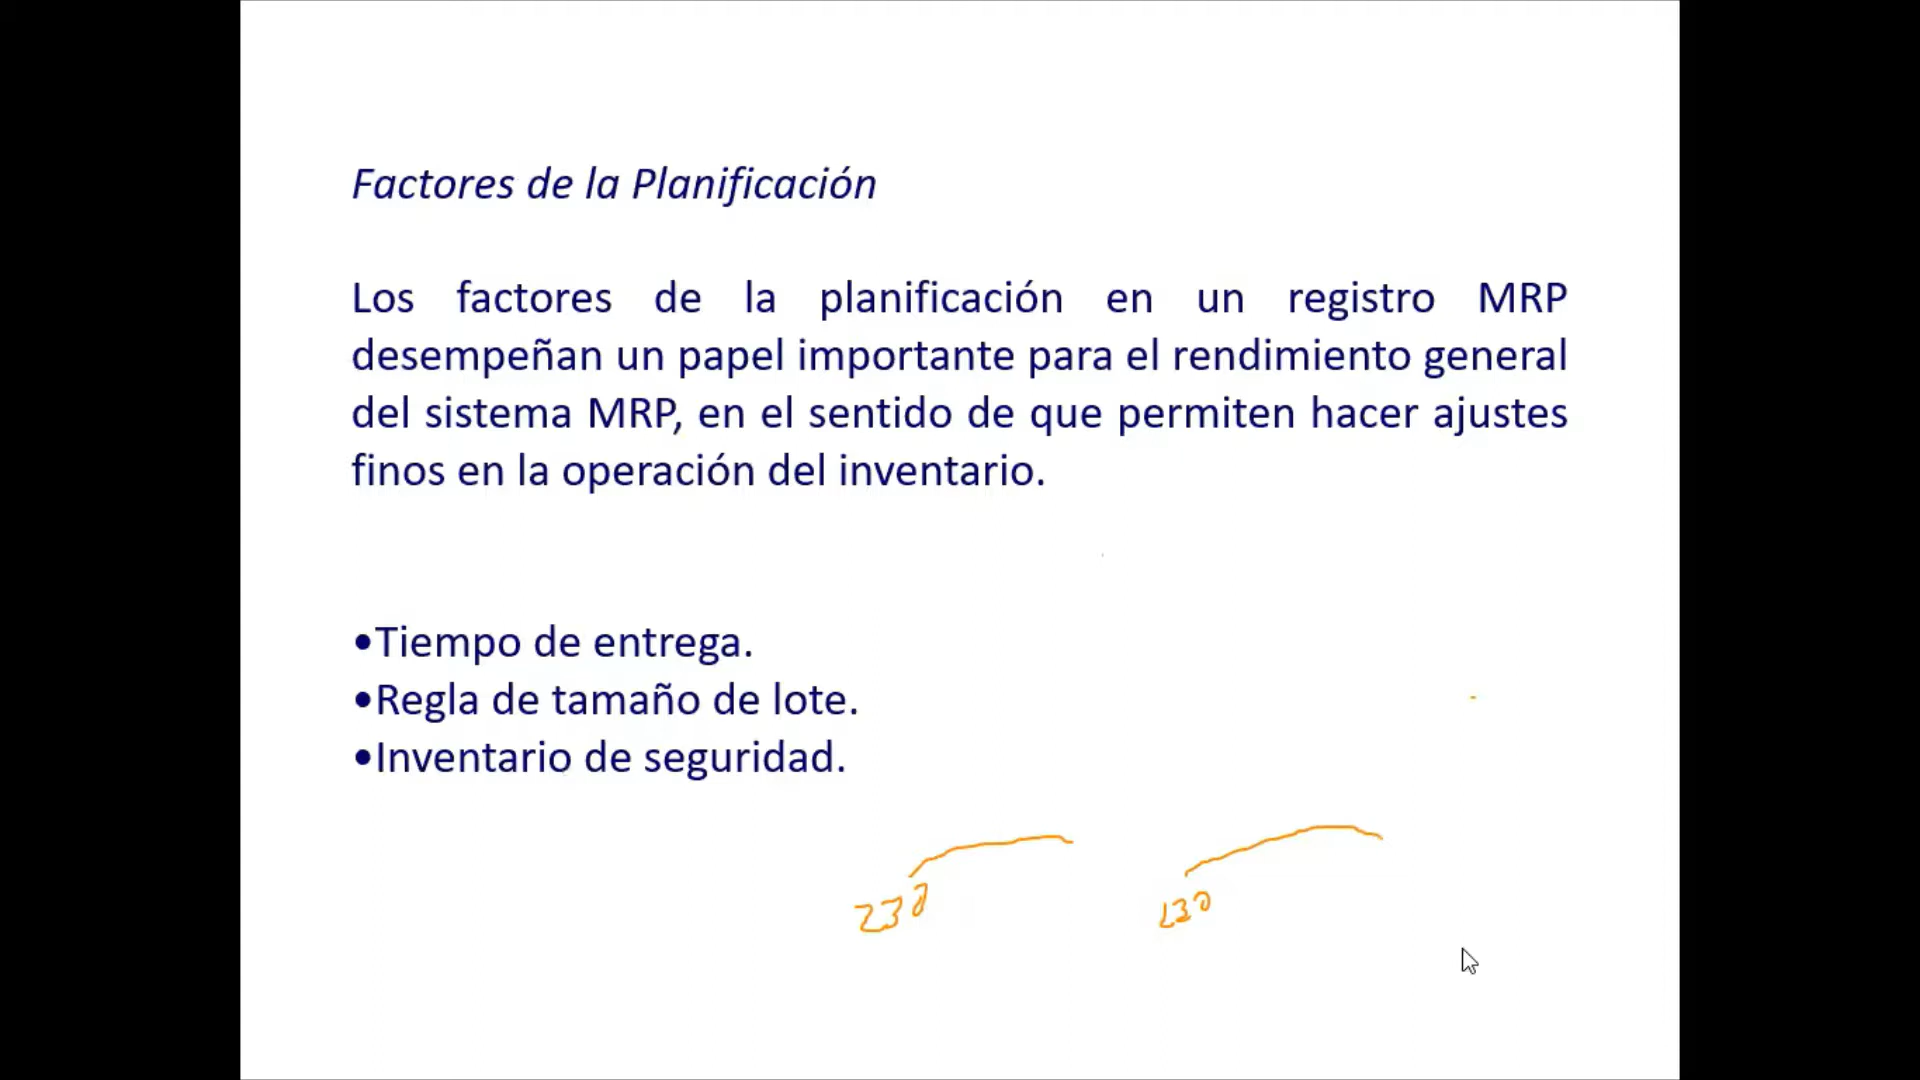 Factores de la Planificación
Los factores de la planificación en un registro MRP
desempeñan un papel importante para el rendimiento general
del sistema MRP, en el sentido de que permiten hacer ajustes
finos en la operación del inventario.
•Tiempo de entrega.
•Regla de tamaño de lote.
•Inventario de seguridad.
230 230